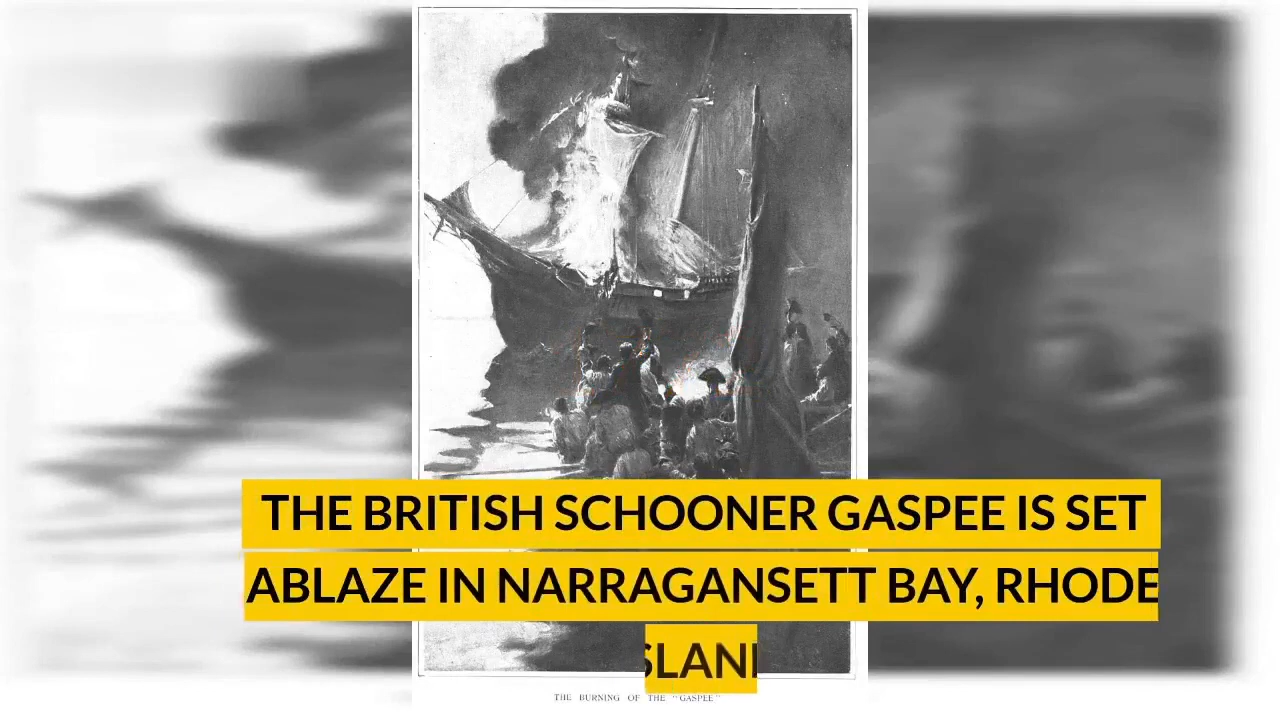 THE BRITISH SCHOONER GASPEE IS SET
ABLAZE IN NARRAGANSETT BAY, RHODE
SLAN
THE BURNING OF THE "GASPEE"